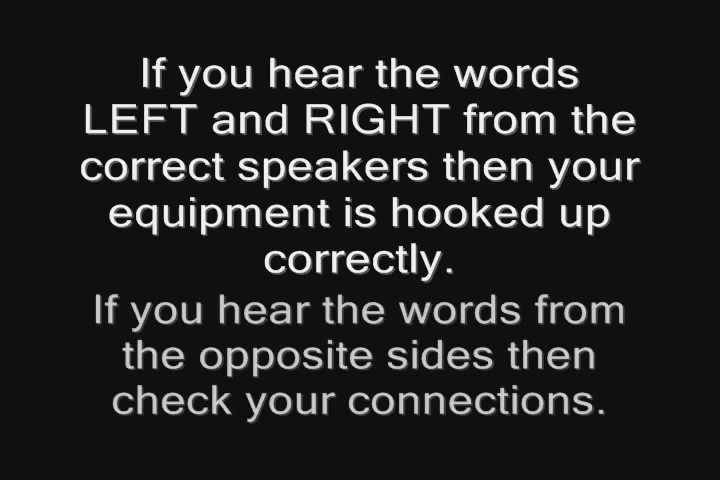 If you hear the words
LEFT and RIGHT from the
correct speakers then your
equipment is hooked up
correctly.
If you hear the words from
the opposite sides then
check your connections.